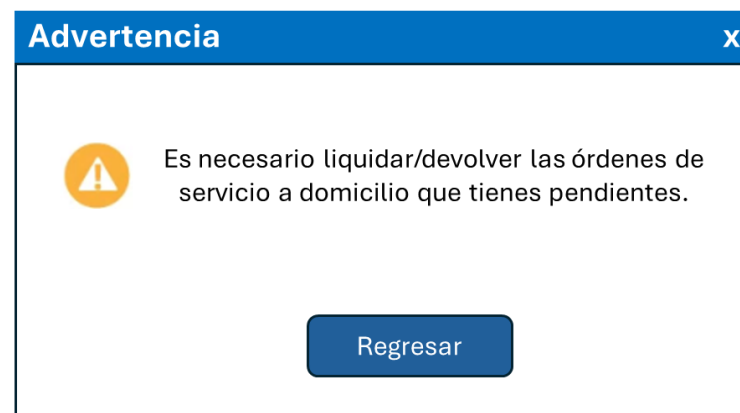 Advertencia x
Es necesario liquidar/devolver las órdenes de
servicio a domicilio que tienes pendientes.
Regresar